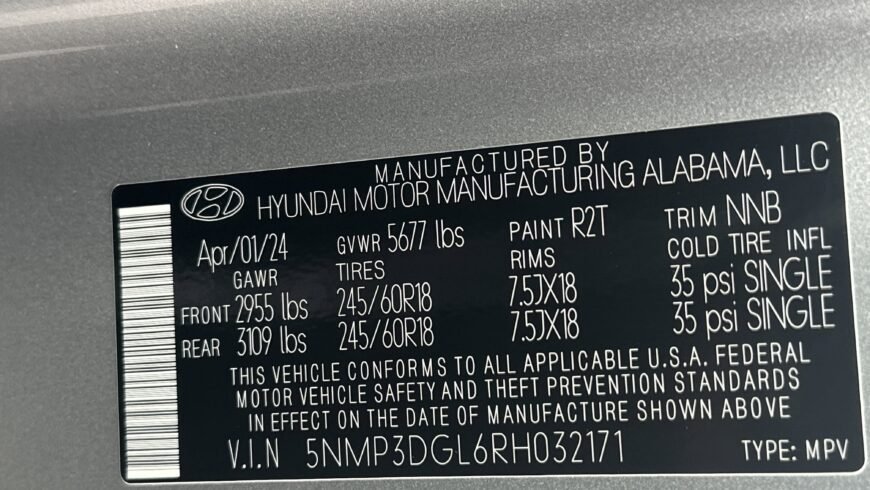 MANUFACTURED BY
HYUNDAI MOTOR MANUFACTURING ALABAMA, LLC
Apr/01/24 GVWR 5677 lbs PAINT R2T TRIM NNB
GAWR TIRES RIMS COLD TIRE INFL
FRONT 2955 lbs 245/60R18 7.5JX18 35 psi SINGLE
REAR 3109 lbs 245/60R18 7.5JX18 35 psi SINGLE
THIS VEHICLE CONFORMS TO ALL APPLICABLE U.S.A. FEDERAL
MOTOR VEHICLE SAFETY AND THEFT PREVENTION STANDARDS
IN EFFECT ON THE DATE OF MANUFACTURE SHOWN ABOVE
V.I.N 5NMP3DGL6RH032171 TYPE: MPV